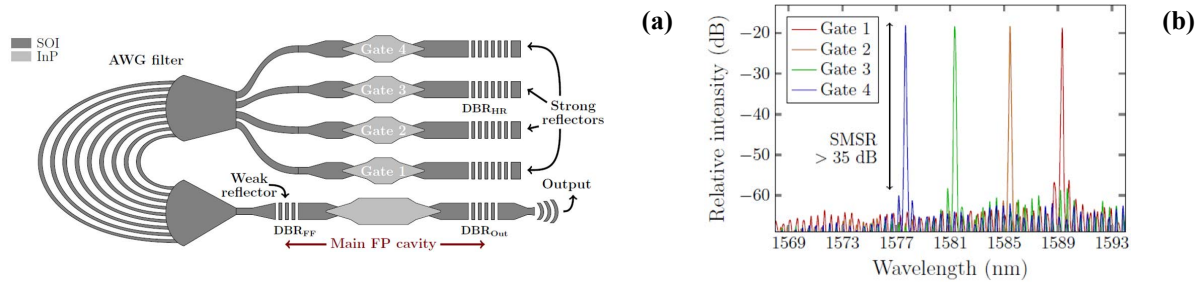 (a)
SOI
InP
AWG filter
Gate 4
Gate 3
DBR_HR
Strong
reflectors
Gate 2
Gate 1
Weak
reflector
Output
DBR_FF
DBR_Out
Main FP cavity
(b)
Relative intensity (dB)
−20
−30
−40
−50
−60
Gate 1
Gate 2
Gate 3
Gate 4
SMSR
> 35 dB
1569 1573 1577 1581 1585 1589 1593
Wavelength (nm)